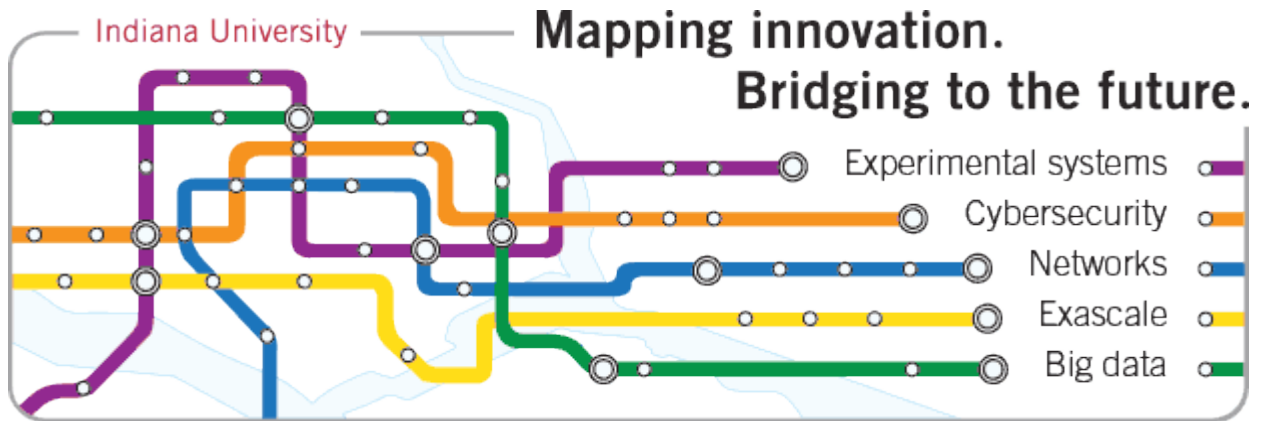 Indiana University
Mapping innovation.
Bridging to the future.
Experimental systems
Cybersecurity
Networks
Exascale
Big data